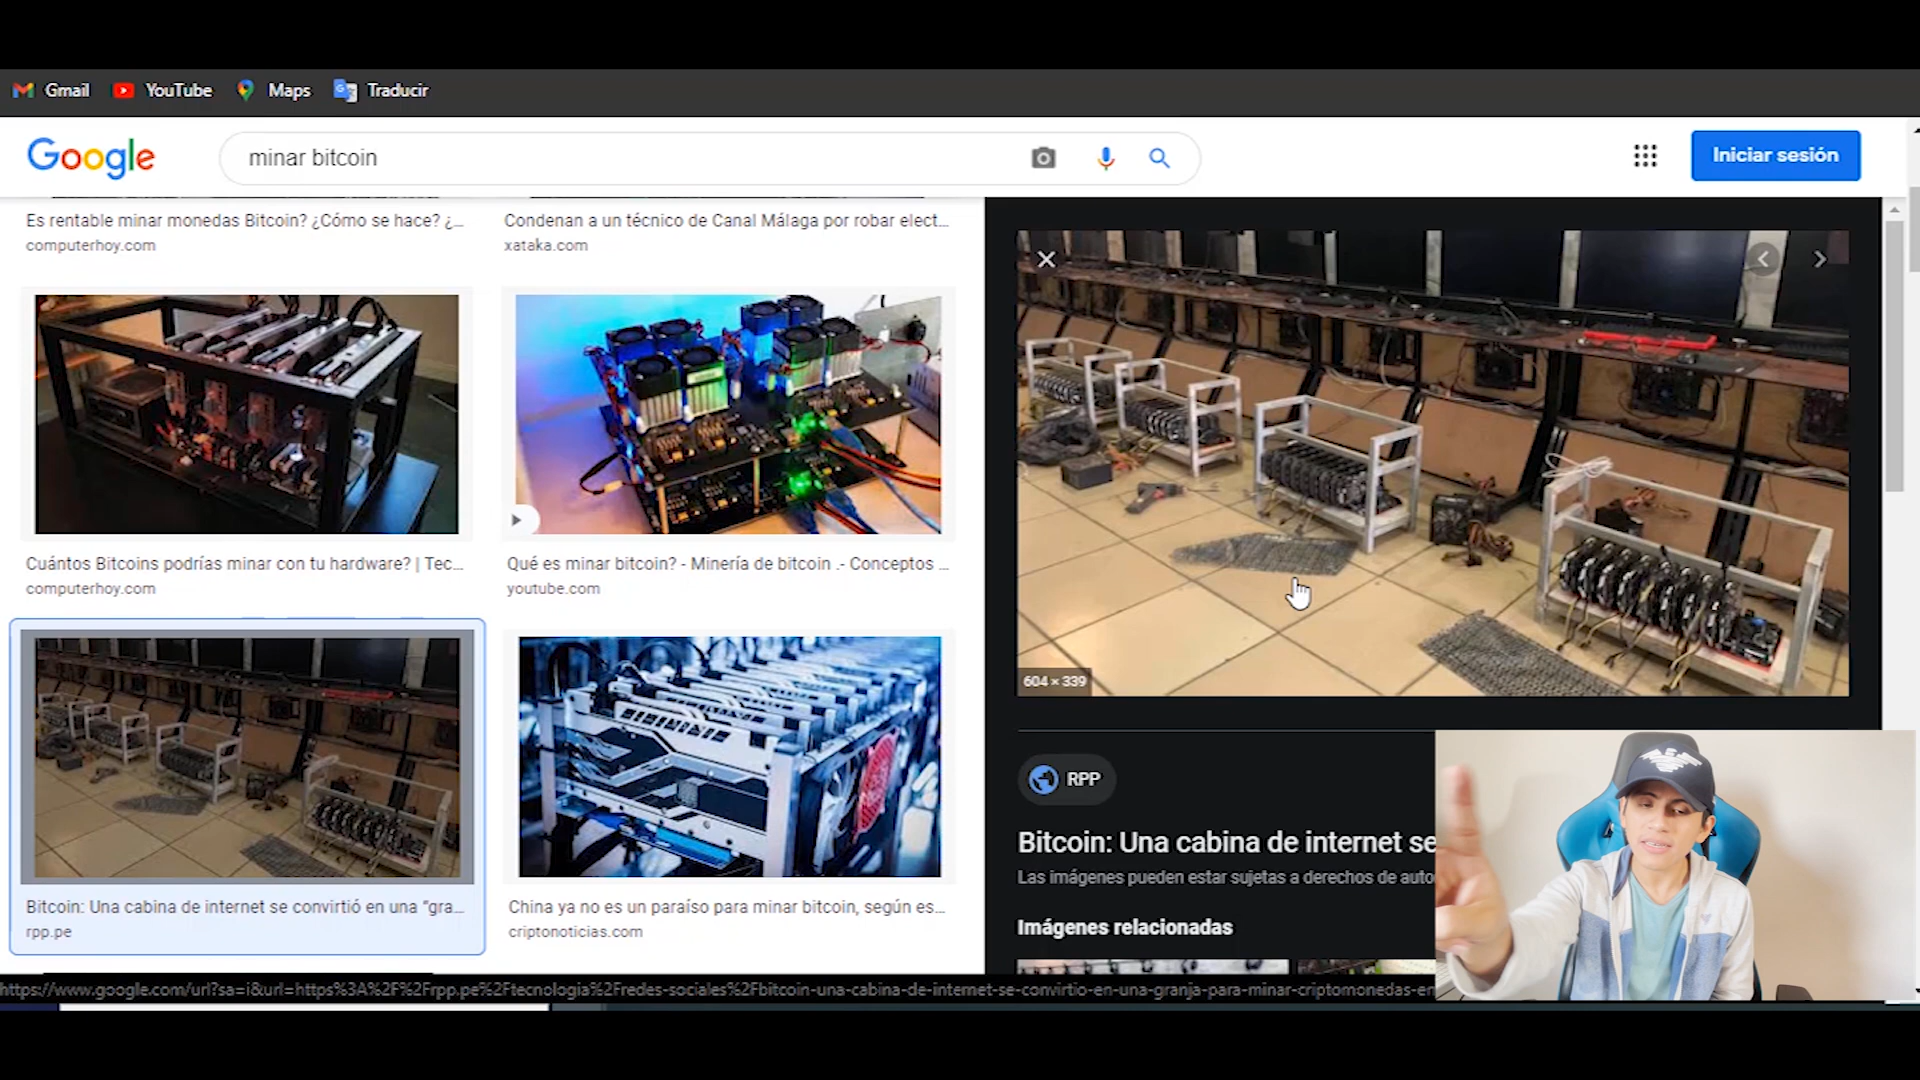 Gmail YouTube Maps Traducir
Google minar bitcoin Iniciar sesión
Es rentable minar monedas Bitcoin? ¿Cómo se hace? ¿...
computerhoy.com
Condenan a un técnico de Canal Málaga por robar elect...
xataka.com
Cuántos Bitcoins podrías minar con tu hardware? | Tec...
computerhoy.com
Qué es minar bitcoin? - Minería de bitcoin .- Conceptos ...
youtube.com
Bitcoin: Una cabina de internet se convirtió en una “gra...
rpp.pe
China ya no es un paraíso para minar bitcoin, según es...
criptonoticias.com
604 × 339
RPP
Bitcoin: Una cabina de internet se
Las imágenes pueden estar sujetas a derechos de auto
Imágenes relacionadas
https://www.google.com/url?sa=i&url=https%3A%2F%2Frpp.pe%2Ftecnologia%2Fredes-sociales%2Fbitcoin-una-cabina-de-internet-se-convirtio-en-una-granja-para-minar-criptomonedas-en